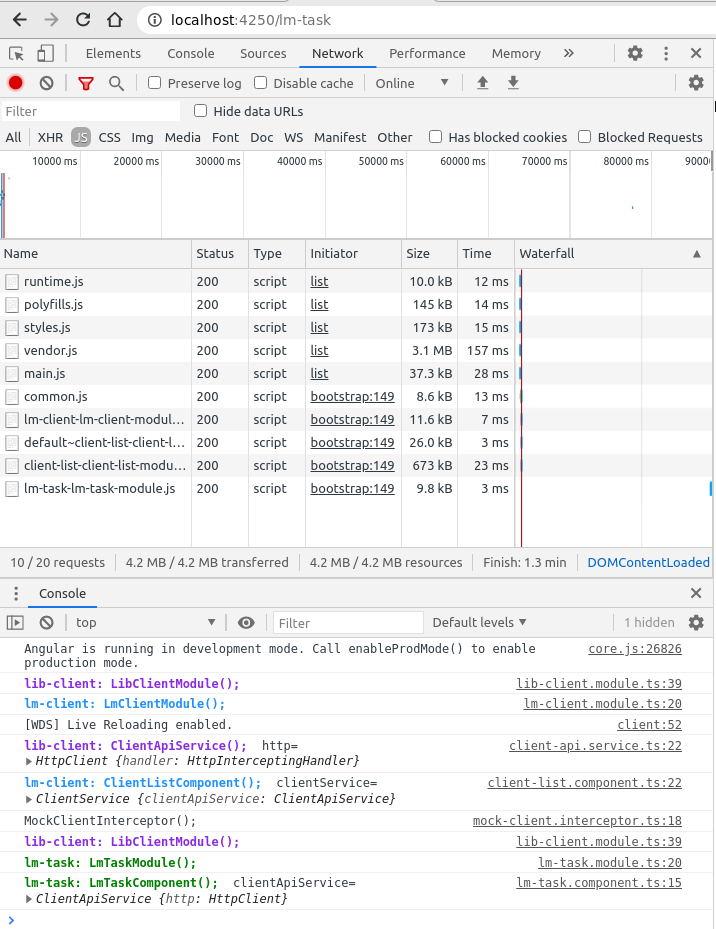 localhost:4250/lm-task
Elements Console Sources Network Performance Memory »
Preserve log Disable cache Online
Filter Hide data URLs
All XHR JS CSS Img Media Font Doc WS Manifest Other Has blocked cookies Blocked Requests
10000 ms 20000 ms 30000 ms 40000 ms 50000 ms 60000 ms 70000 ms 80000 ms 9000
Name Status Type Initiator Size Time Waterfall
runtime.js 200 script list 10.0 kB 12 ms
polyfills.js 200 script list 145 kB 14 ms
styles.js 200 script list 173 kB 15 ms
vendor.js 200 script list 3.1 MB 157 ms
main.js 200 script list 37.3 kB 28 ms
common.js 200 script bootstrap:149 8.6 kB 13 ms
lm-client-lm-client-modul... 200 script bootstrap:149 11.6 kB 7 ms
default~client-list-client-l... 200 script bootstrap:149 26.0 kB 3 ms
client-list-client-list-modu... 200 script bootstrap:149 673 kB 23 ms
lm-task-lm-task-module.js 200 script bootstrap:149 9.8 kB 3 ms
10 / 20 requests 4.2 MB / 4.2 MB transferred 4.2 MB / 4.2 MB resources Finish: 1.3 min DOMContentLoaded
Console
top Filter Default levels 1 hidden
Angular is running in development mode. Call enableProdMode() to enable core.js:26826
production mode.
lib-client: LibClientModule(); lib-client.module.ts:39
lm-client: LmClientModule(); lm-client.module.ts:20
[WDS] Live Reloading enabled. client:52
lib-client: ClientApiService(); http= client-api.service.ts:22
HttpClient {handler: HttpInterceptingHandler}
lm-client: ClientListComponent(); clientService= client-list.component.ts:22
ClientService {clientApiService: ClientApiService}
MockClientInterceptor(); mock-client.interceptor.ts:18
lib-client: LibClientModule(); lib-client.module.ts:39
lm-task: LmTaskModule(); lm-task.module.ts:20
lm-task: LmTaskComponent(); clientApiService= lm-task.component.ts:15
ClientApiService {http: HttpClient}